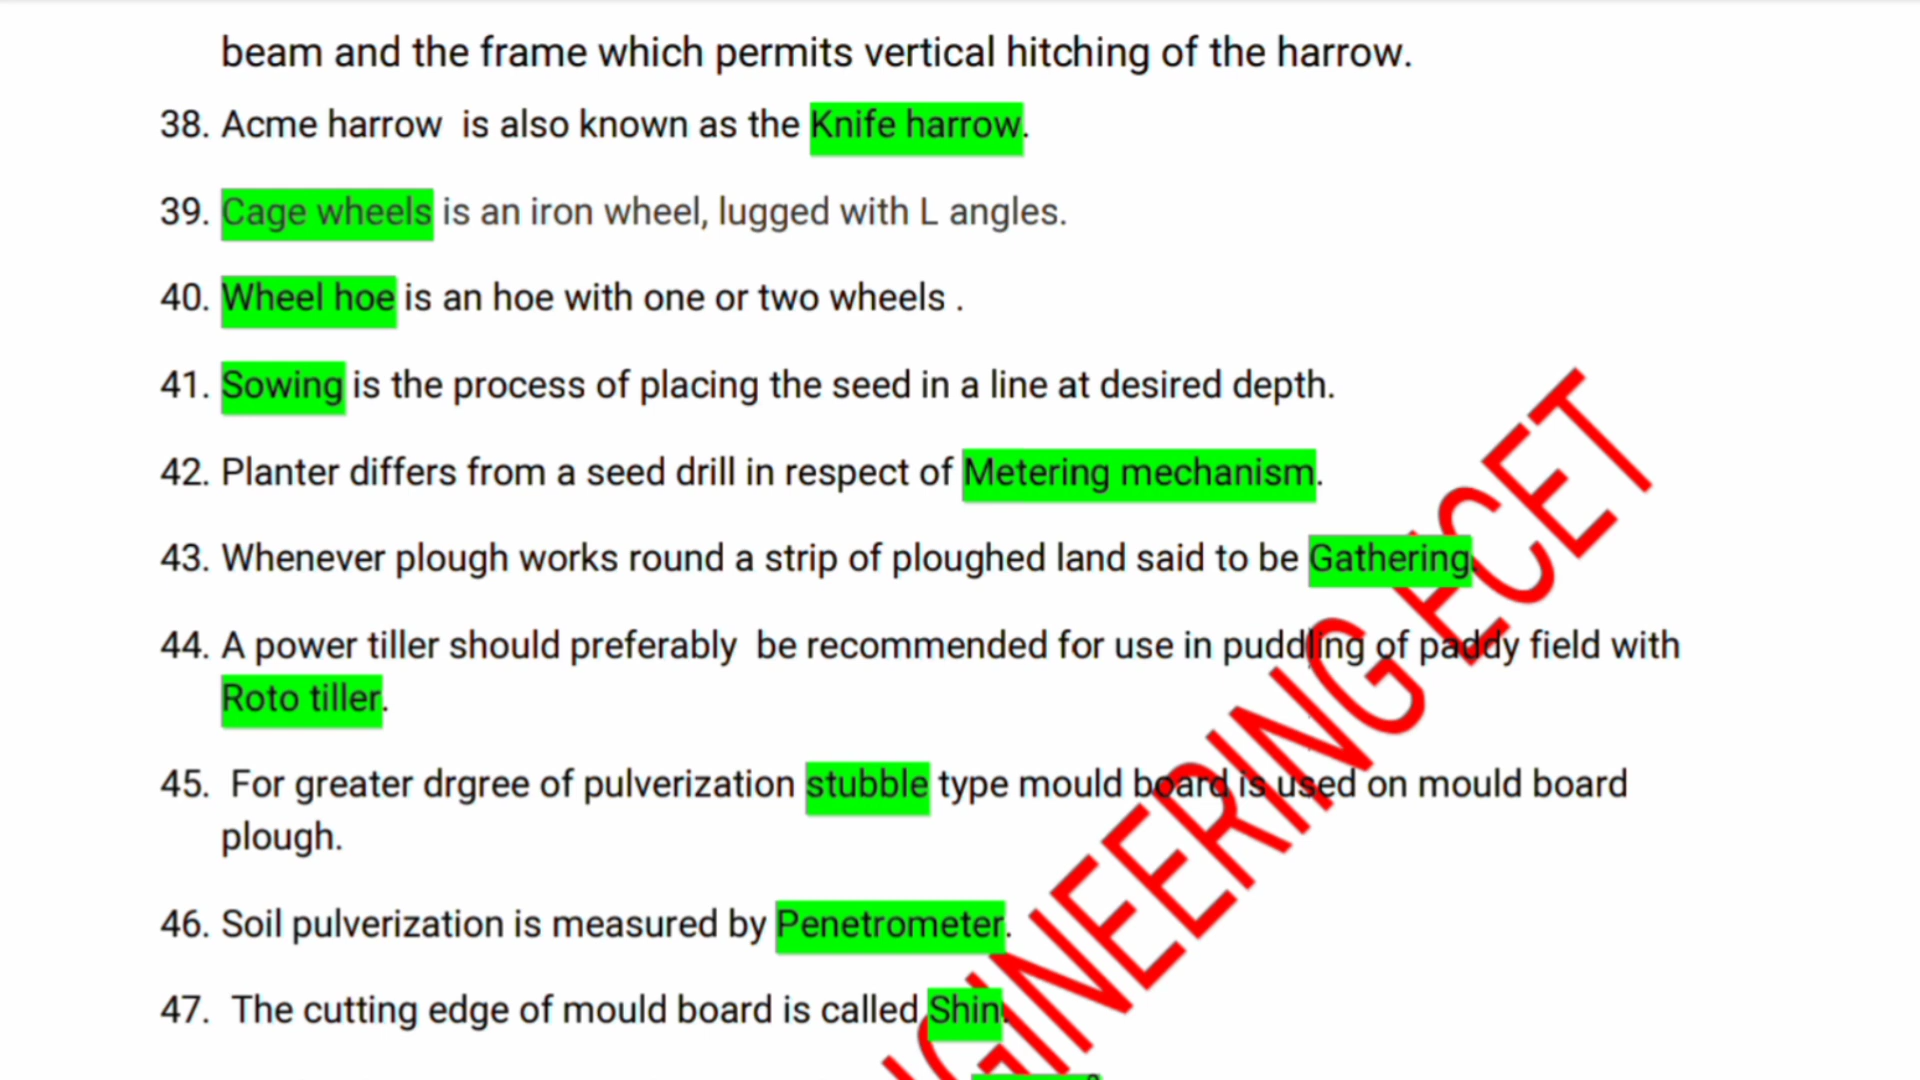 beam and the frame which permits vertical hitching of the harrow.
38. Acme harrow is also known as the Knife harrow.
39. Cage wheels is an iron wheel, lugged with L angles.
40. Wheel hoe is an hoe with one or two wheels .
41. Sowing is the process of placing the seed in a line at desired depth.
42. Planter differs from a seed drill in respect of Metering mechanism.
43. Whenever plough works round a strip of ploughed land said to be Gathering.
44. A power tiller should preferably be recommended for use in puddling of paddy field with
Roto tiller.
45. For greater drgree of pulverization stubble type mould board is used on mould board
plough.
46. Soil pulverization is measured by Penetrometer.
47. The cutting edge of mould board is called Shin.
NGINEERING ECET